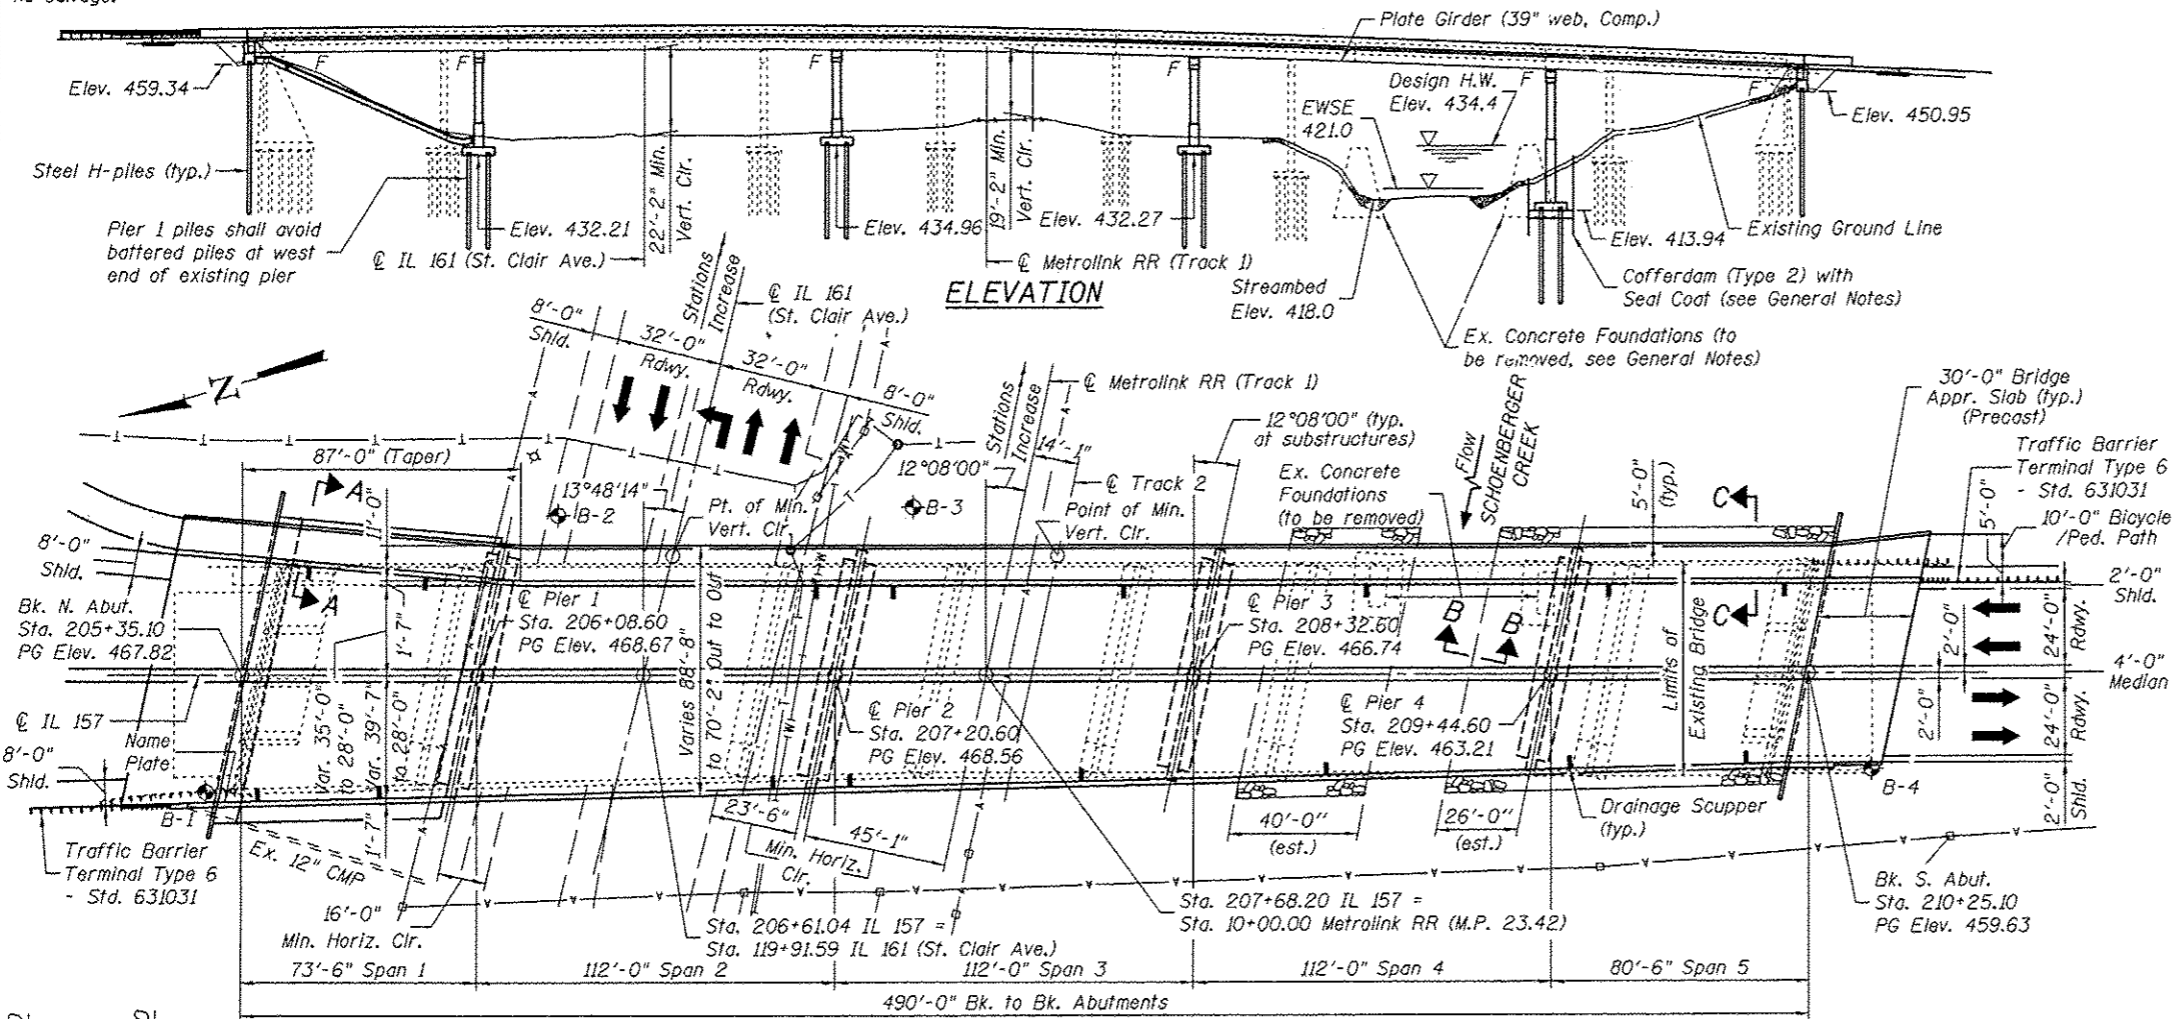 Plate Girder (39" web, Comp.)
Elev. 459.34
F
F
F
F
F
F
Design H.W.
Elev. 434.4
EWSE
421.0
Elev. 450.95
Steel H-piles (typ.)
22'-2" Min.
Vert. Clr.
19'-2" Min.
Vert. Clr.
Pier 1 piles shall avoid
battered piles at west
end of existing pier
Elev. 432.21
Elev. 434.96
Elev. 432.27
Elev. 413.94
Existing Ground Line
℄ IL 161 (St. Clair Ave.)
℄ Metrolink RR (Track 1)
Cofferdam (Type 2) with
Seal Coat (see General Notes)
ELEVATION
Streambed
Elev. 418.0
Ex. Concrete Foundations (to
be removed, see General Notes)
Stations
Increase
℄ IL 161
(St. Clair Ave.)
8'-0"
Shld.
32'-0"
Rdwy.
32'-0"
Rdwy.
8'-0"
Shld.
Z
Stations
Increase
℄ Metrolink RR (Track 1)
14'-1"
℄ Track 2
12°08'00" (typ.
at substructures)
Ex. Concrete
Foundations
(to be removed)
Flow
SCHOENBERGER
CREEK
5'-0"
(typ.)
30'-0" Bridge
Appr. Slab (typ.)
(Precast)
Traffic Barrier
Terminal Type 6
- Std. 631031
5'-0"
10'-0" Bicycle
/Ped. Path
87'-0" (Taper)
A
A
13°48'14"
B-2
12°08'00"
B-3
Pt. of Min.
Vert. Clr.
Point of Min.
Vert. Clr.
C
C
8'-0"
Shld.
11'-0"
Bk. N. Abut.
Sta. 205+35.10
PG Elev. 467.82
1'-7"
℄ Pier 1
Sta. 206+08.60
PG Elev. 468.67
℄ Pier 3
Sta. 208+32.60
PG Elev. 466.74
B
B
Limits of
Existing Bridge
2'-0"
Shld.
24'-0"
Rdwy.
2'-0"
4'-0"
Median
2'-0"
24'-0"
Rdwy.
2'-0"
Shld.
℄ IL 157
Var. 35'-0"
to 28'-0"
Var. 39'-7"
to 28'-0"
Varies 88'-8"
to 70'-2" Out to Out
℄ Pier 2
Sta. 207+20.60
PG Elev. 468.56
℄ Pier 4
Sta. 209+44.60
PG Elev. 463.21
Name
Plate
8'-0"
Shld.
B-1
1'-7"
Ex. 12" CMP
Traffic Barrier
Terminal Type 6
- Std. 631031
23'-6"
45'-1"
Min. Horiz.
Clr.
40'-0"
(est.)
26'-0"
(est.)
Drainage Scupper
(typ.)
B-4
16'-0"
Min. Horiz. Clr.
Sta. 206+61.04 IL 157 =
Sta. 119+91.59 IL 161 (St. Clair Ave.)
Sta. 207+68.20 IL 157 =
Sta. 10+00.00 Metrolink RR (M.P. 23.42)
Bk. S. Abut.
Sta. 210+25.10
PG Elev. 459.63
73'-6" Span 1
112'-0" Span 2
112'-0" Span 3
112'-0" Span 4
80'-6" Span 5
490'-0" Bk. to Bk. Abutments